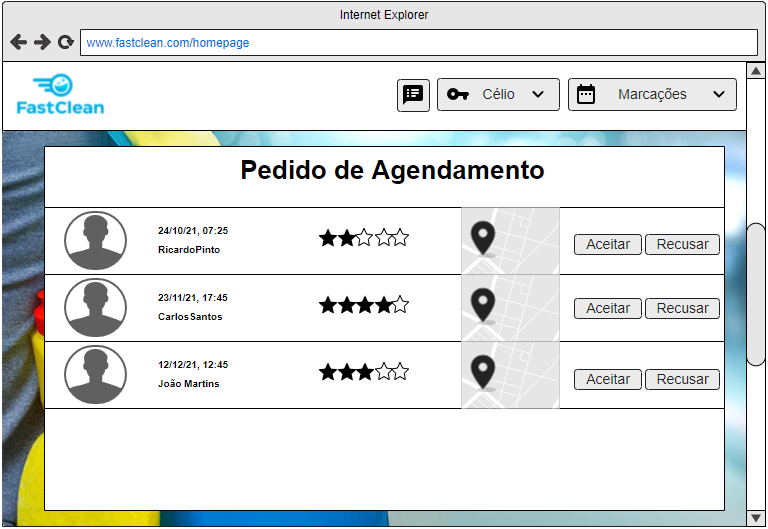 Internet Explorer
www.fastclean.com/homepage
FastClean
Célio
Marcações
Pedido de Agendamento
24/10/21, 07:25
RicardoPinto
Aceitar
Recusar
23/11/21, 17:45
CarlosSantos
Aceitar
Recusar
12/12/21, 12:45
João Martins
Aceitar
Recusar